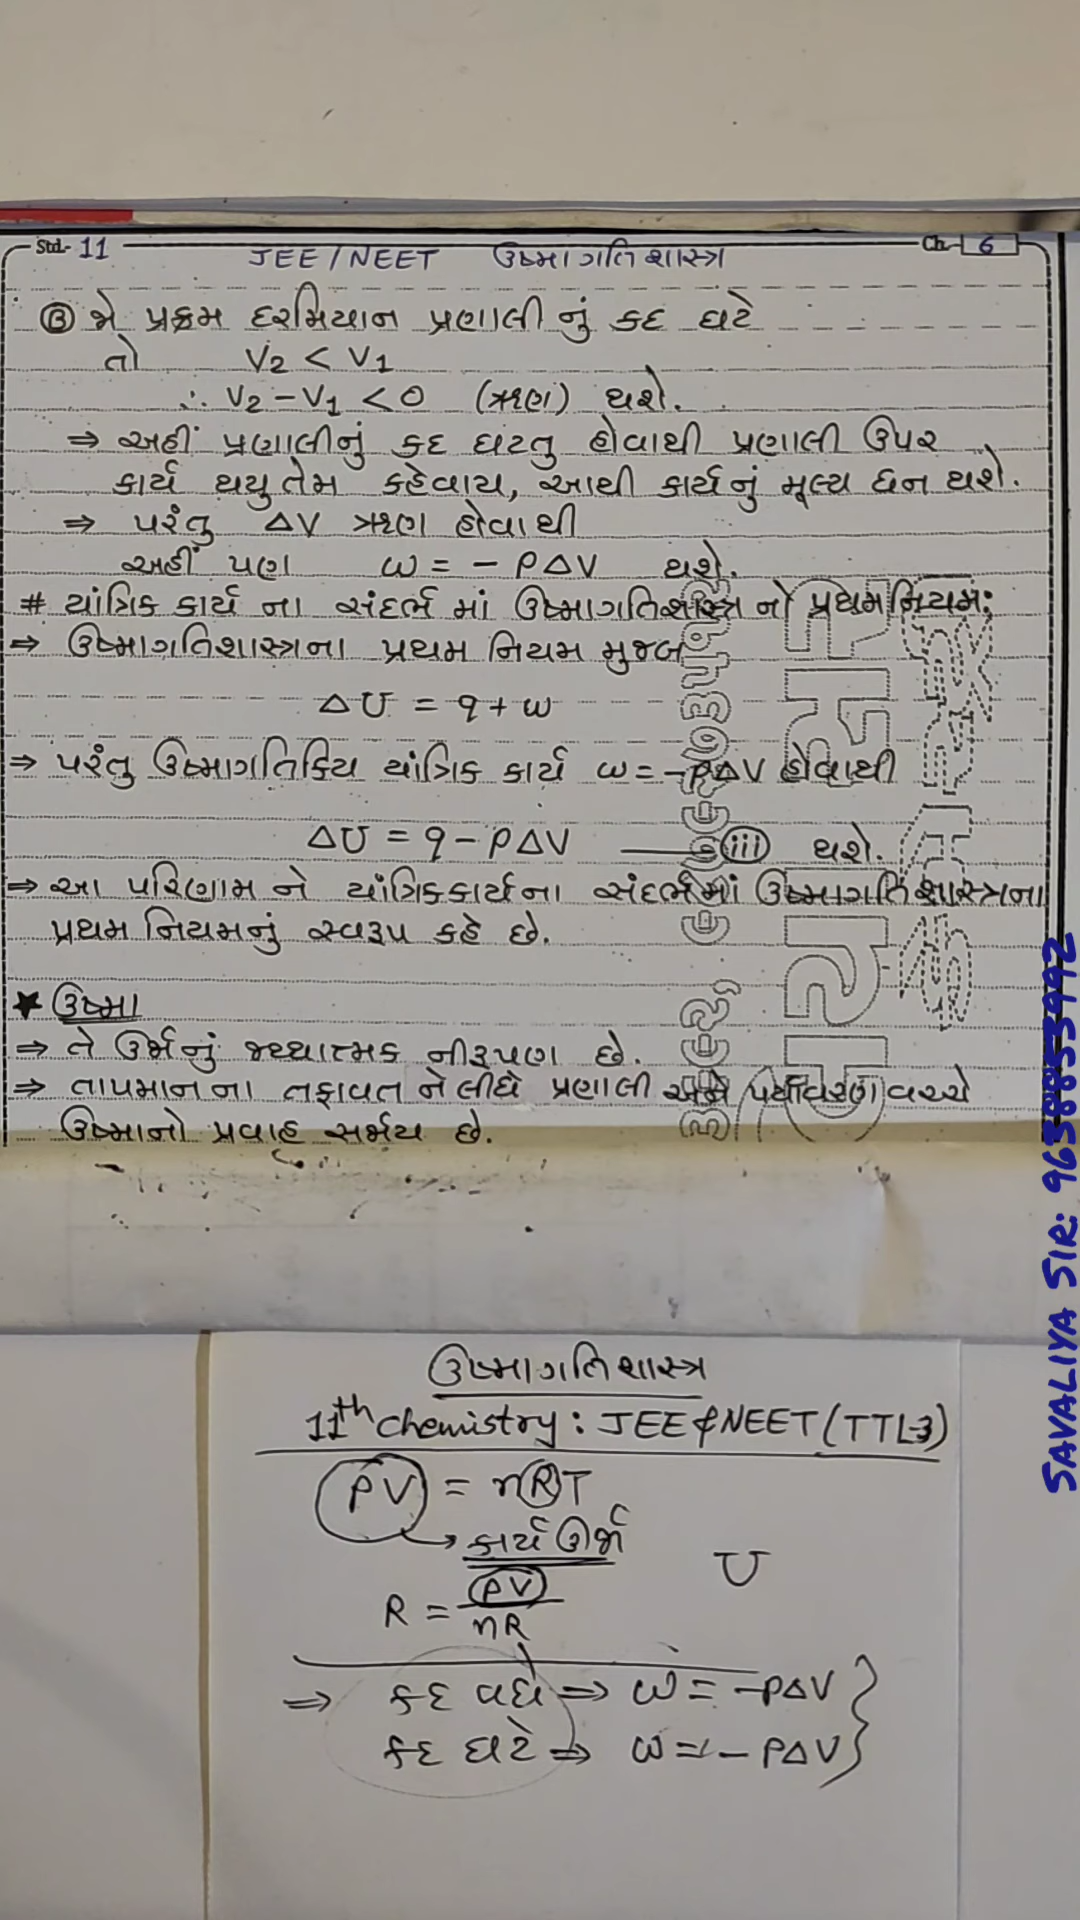 Std.- 11 JEE/NEET ઉષ્માગતિશાસ્ત્ર Ch.- 6
(B) જો પ્રક્રમ દરમિયાન પ્રણાલીનું કદ ઘટે
તો V₂ < V₁
∴ V₂ - V₁ < 0 (ઋણ) થશે.
⇒ અહીં પ્રણાલીનું કદ ઘટતુ હોવાથી પ્રણાલી ઉપર
કાર્ય થયુ તેમ કહેવાય, આથી કાર્યનું મૂલ્ય ધન થશે.
⇒ પરંતુ ΔV ઋણ હોવાથી
અહીં પણ w = - PΔV થશે.
# યાંત્રિક કાર્ય ના સંદર્ભ માં ઉષ્માગતિશાસ્ત્ર નો પ્રથમ નિયમ:
⇒ ઉષ્માગતિશાસ્ત્રના પ્રથમ નિયમ મુજબ
ΔU = q + w
⇒ પરંતુ ઉષ્માગતિકિય યાંત્રિક કાર્ય w = -PΔV હોવાથી
ΔU = q - PΔV —— (iii) થશે.
⇒ આ પરિણામ ને યાંત્રિકકાર્યના સંદર્ભમાં ઉષ્માગતિશાસ્ત્રના
પ્રથમ નિયમનું સ્વરૂપ કહે છે.
★ ઉષ્મા
⇒ તે ઉર્જાનું જથ્થાત્મક નીરૂપણ છે.
⇒ તાપમાન ના તફાવત ને લીધે પ્રણાલી અને પર્યાવરણ વચ્ચે
ઉષ્માનો પ્રવાહ સર્જાય છે.
SAVALIYA SIR: 9638853992
ઉષ્માગતિશાસ્ત્ર
11th chemistry: JEE & NEET (TTL-3)
PV = nRT
→ કાર્ય ઊર્જા
U
R = PV/nR
⇒ કદ વધે ⇒ w = -PΔV
કદ ઘટે ⇒ w = - PΔV